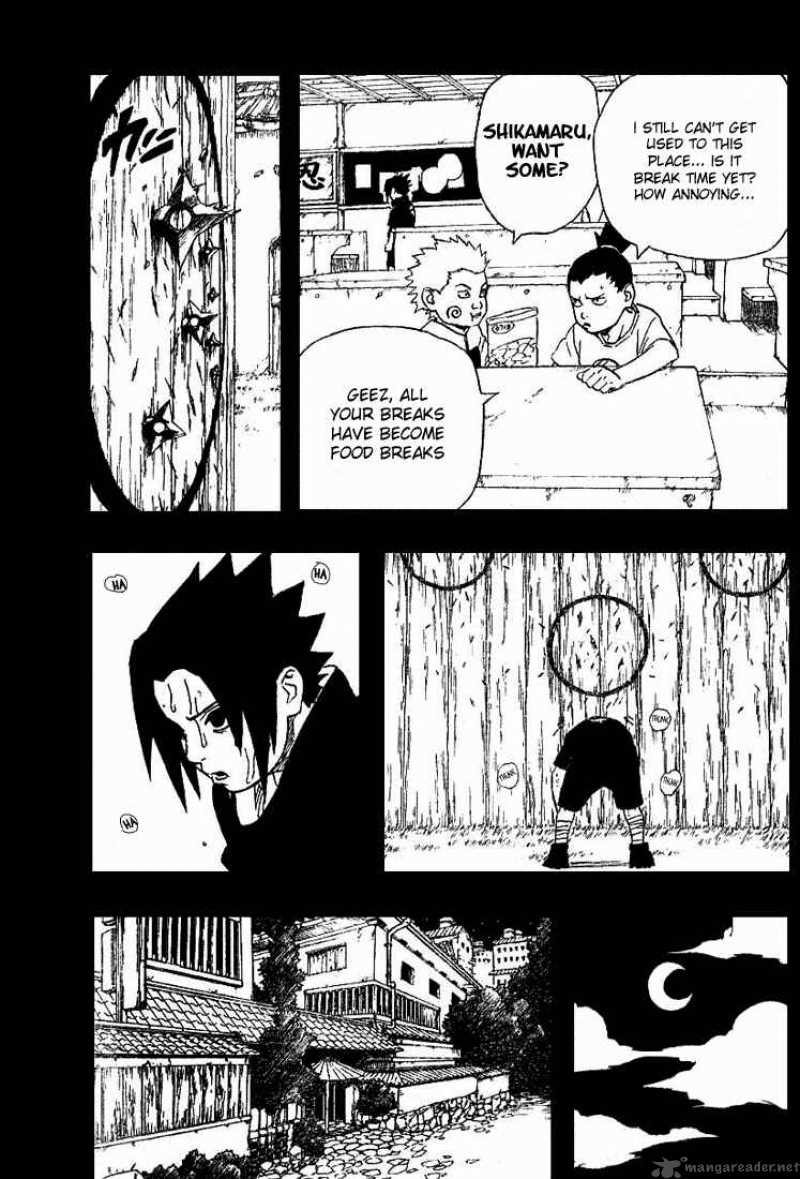 I STILL CAN'T GET
USED TO THIS
PLACE... IS IT
BREAK TIME YET?
HOW ANNOYING...
SHIKAMARU,
WANT
SOME?
忍
GEEZ, ALL
YOUR BREAKS
HAVE BECOME
FOOD BREAKS
カッ
THUNK
THUNK
THUNK
HA
HA
HA
mangareader.net